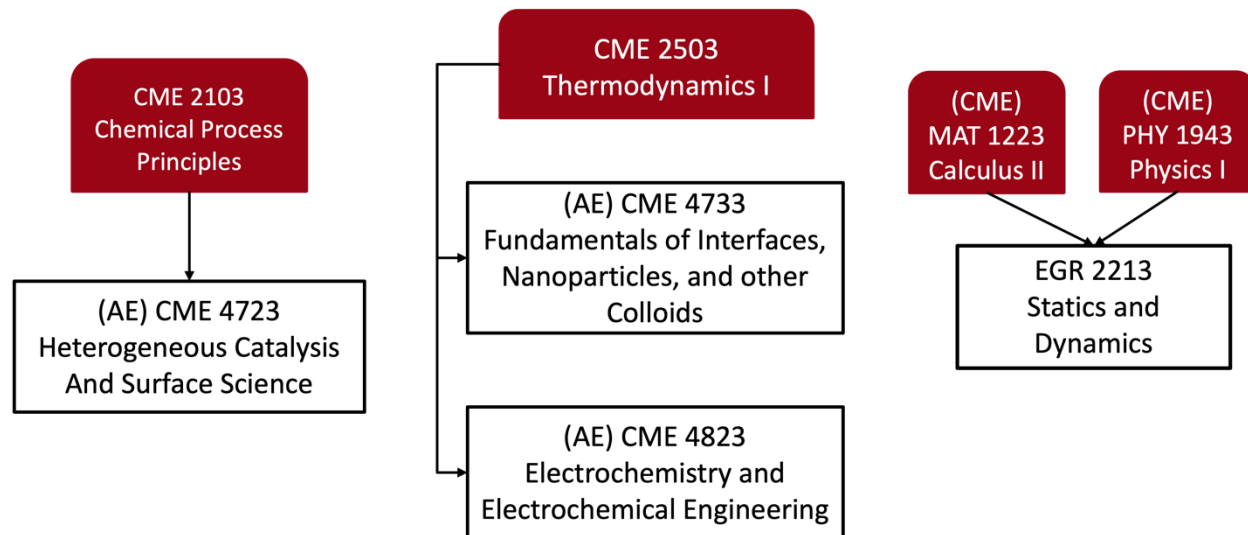 CME 2103
Chemical Process
Principles
(AE) CME 4723
Heterogeneous Catalysis
And Surface Science
CME 2503
Thermodynamics I
(AE) CME 4733
Fundamentals of Interfaces,
Nanoparticles, and other
Colloids
(AE) CME 4823
Electrochemistry and
Electrochemical Engineering
(CME)
MAT 1223
Calculus II
(CME)
PHY 1943
Physics I
EGR 2213
Statics and
Dynamics